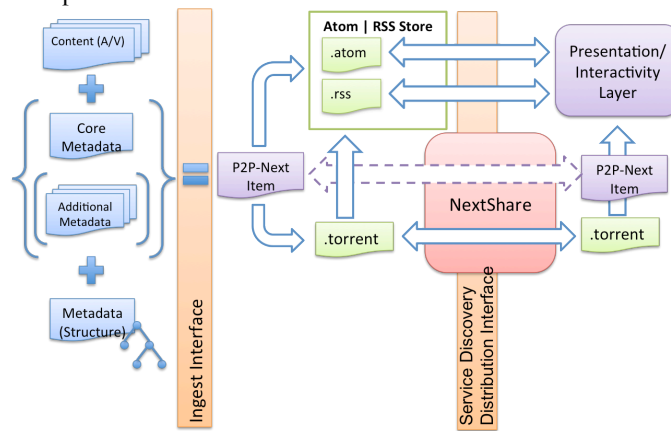 Content (A/V)
Core
Metadata
Additional
Metadata
Metadata
(Structure)
Ingest Interface
P2P-Next
Item
Atom | RSS Store
.atom
.rss
.torrent
NextShare
Service Discovery
Distribution Interface
Presentation/
Interactivity
Layer
P2P-Next
Item
.torrent